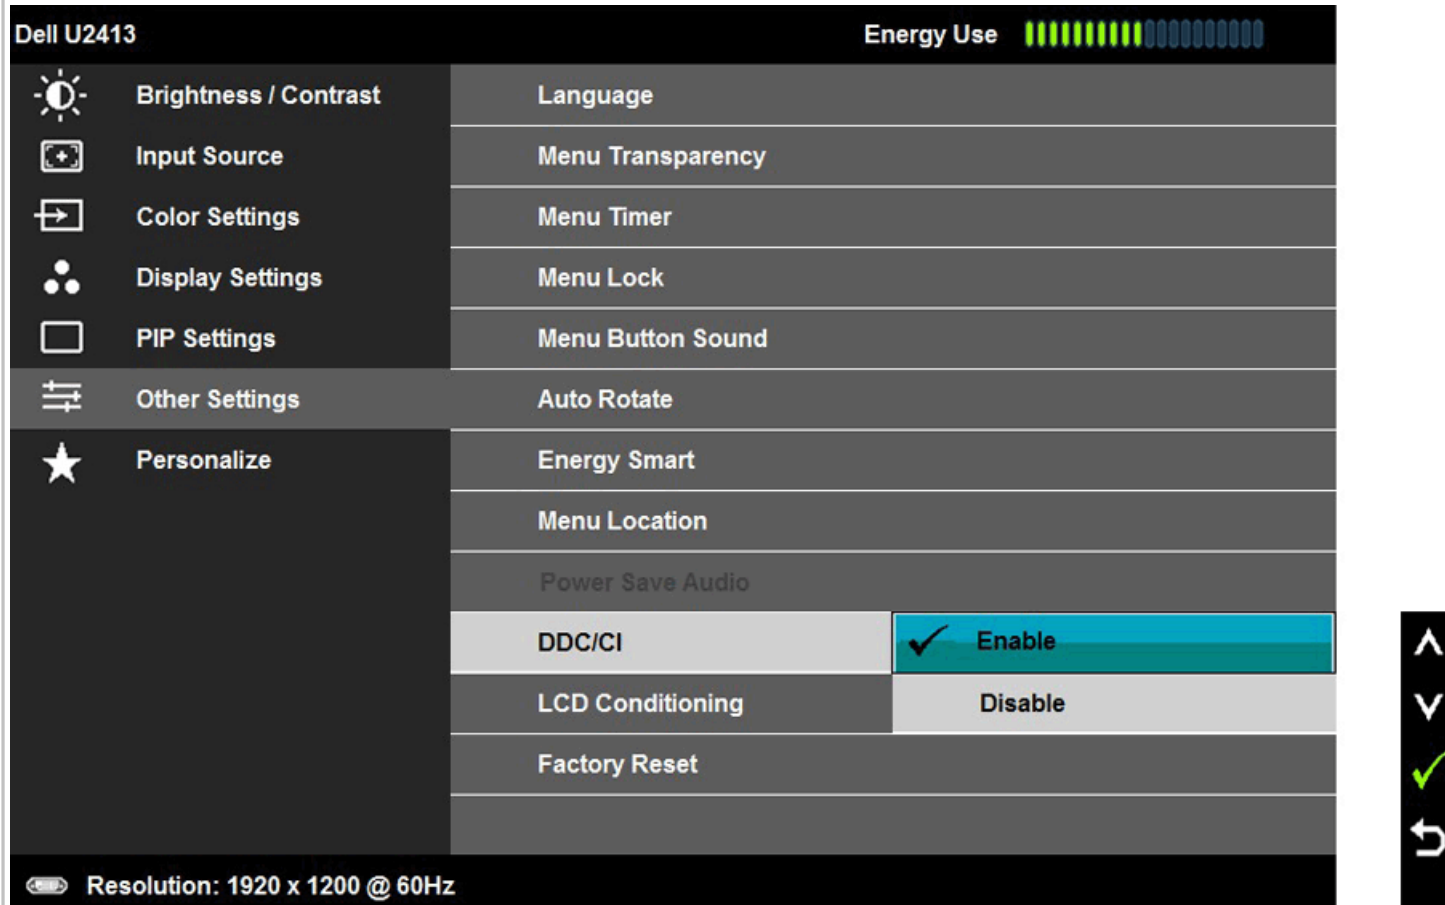 Dell U2413
Energy Use
Brightness / Contrast
Input Source
Color Settings
Display Settings
PIP Settings
Other Settings
Personalize
Language
Menu Transparency
Menu Timer
Menu Lock
Menu Button Sound
Auto Rotate
Energy Smart
Menu Location
Power Save Audio
DDC/CI
Enable
Disable
LCD Conditioning
Factory Reset
Resolution: 1920 x 1200 @ 60Hz